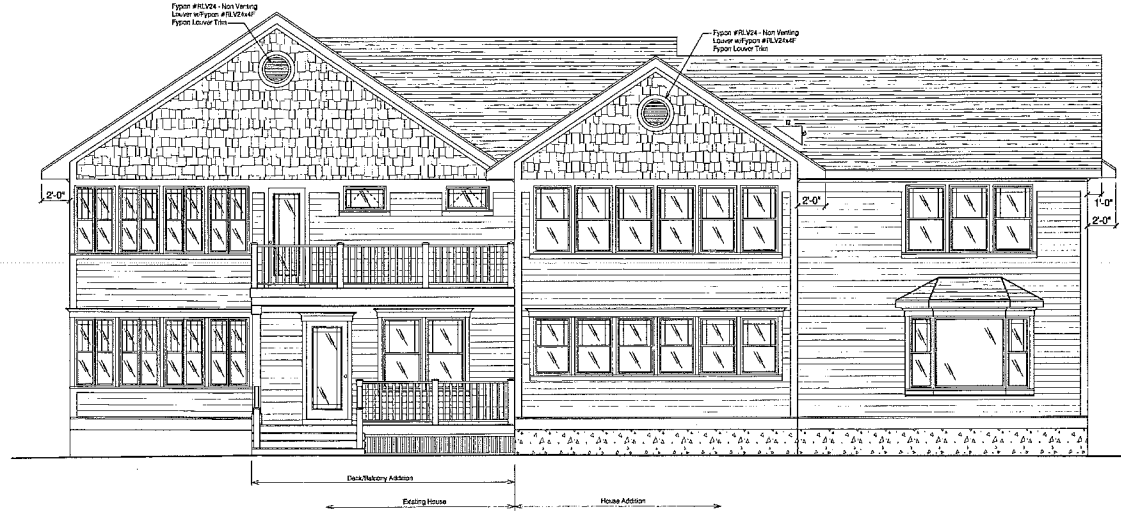 Fypon #RLV24 - Non Venting
Louver w/Fypon #RLV24x4F
Fypon Louver Trim
Fypon #RLV24 - Non Venting
Louver w/Fypon #RLV24x4F
Fypon Louver Trim
12
2'-0"
2'-0"
1'-0"
2'-0"
Deck/Balcony Addition
Existing House
House Addition